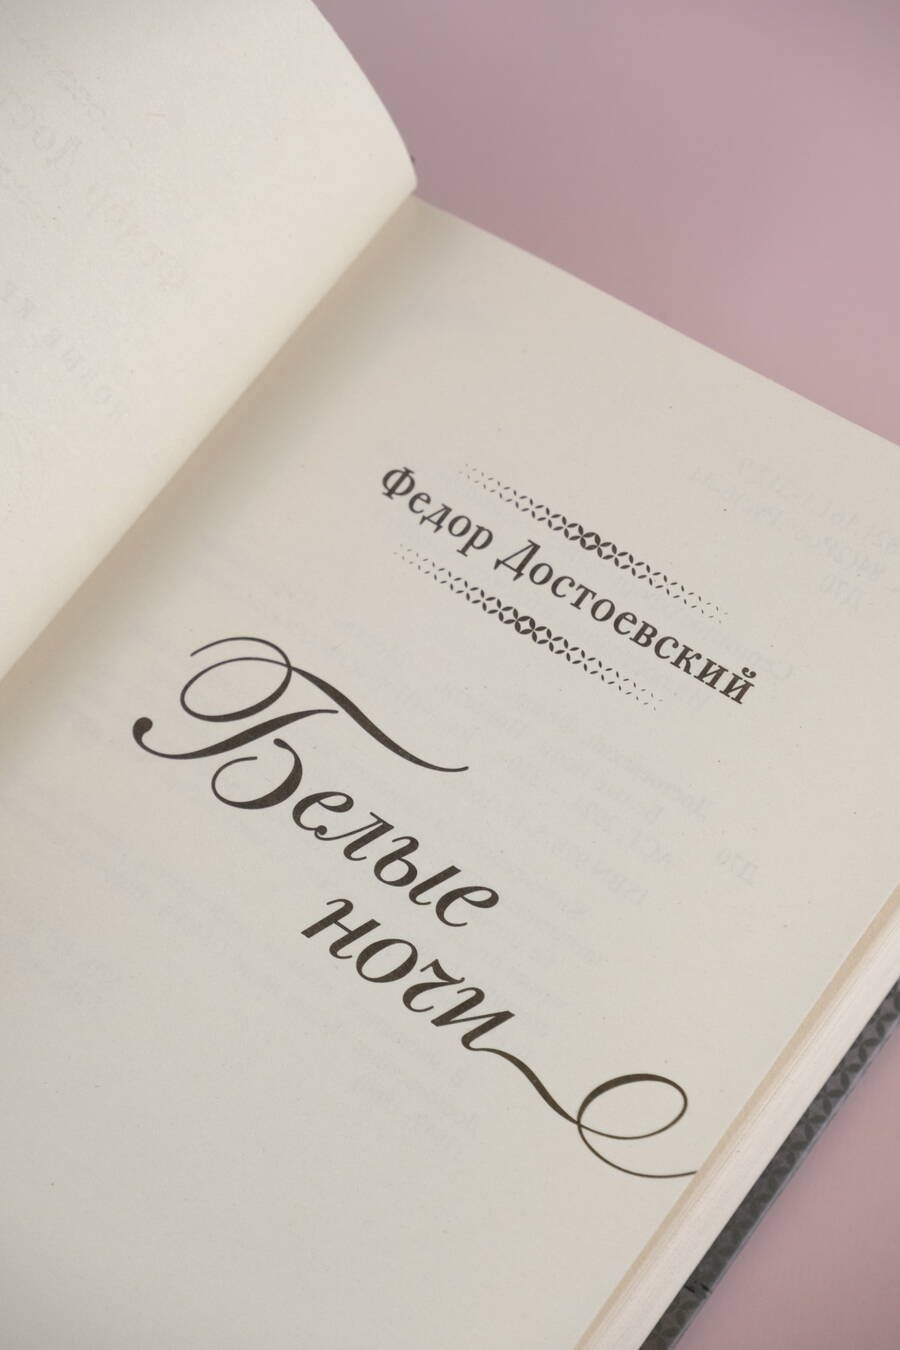 Федор Достоевский
Белые
ночи